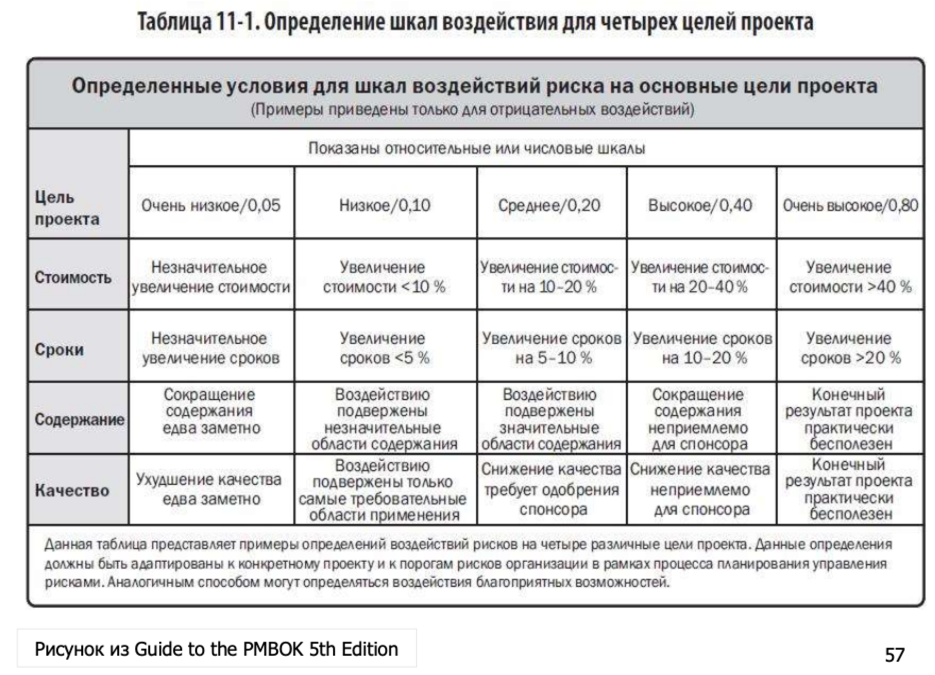 Таблица 11-1. Определение шкал воздействия для четырех целей проекта
Определенные условия для шкал воздействий риска на основные цели проекта
(Примеры приведены только для отрицательных воздействий)
Цель
проекта
Показаны относительные или числовые шкалы
Очень низкое/0,05
Низкое/0,10
Среднее/0,20
Высокое/0,40
Очень высокое/0,80
Стоимость
Незначительное
увеличение стоимости
Увеличение
стоимости <10 %
Увеличение стоимос-
ти на 10–20 %
Увеличение стоимос-
ти на 20–40 %
Увеличение
стоимости >40 %
Сроки
Незначительное
увеличение сроков
Увеличение
сроков <5 %
Увеличение сроков
на 5–10 %
Увеличение сроков
на 10–20 %
Увеличение
сроков >20 %
Содержание
Сокращение
содержания
едва заметно
Воздействию
подвержены
незначительные
области содержания
Воздействию
подвержены
значительные
области содержания
Сокращение
содержания
неприемлемо
для спонсора
Конечный
результат проекта
практически
бесполезен
Качество
Ухудшение качества
едва заметно
Воздействию
подвержены только
самые требовательные
области применения
Снижение качества
требует одобрения
спонсора
Снижение качества
неприемлемо
для спонсора
Конечный
результат проекта
практически
бесполезен
Данная таблица представляет примеры определений воздействий рисков на четыре различные цели проекта. Данные определения
должны быть адаптированы к конкретному проекту и к порогам рисков организации в рамках процесса планирования управления
рисками. Аналогичным способом могут определяться воздействия благоприятных возможностей.
Рисунок из Guide to the PMBOK 5th Edition
57